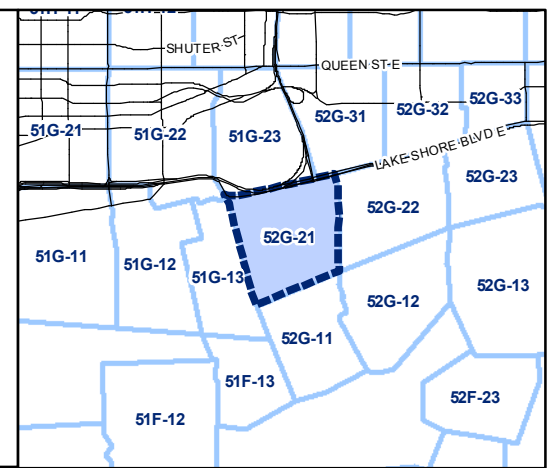 SHUTER ST
QUEEN ST E
51G-21
51G-22
51G-23
52G-31
52G-32
52G-33
LAKE SHORE BLVD E
51G-11
51G-12
51G-13
52G-21
52G-22
52G-23
52G-11
52G-12
52G-13
51F-13
51F-12
52F-23